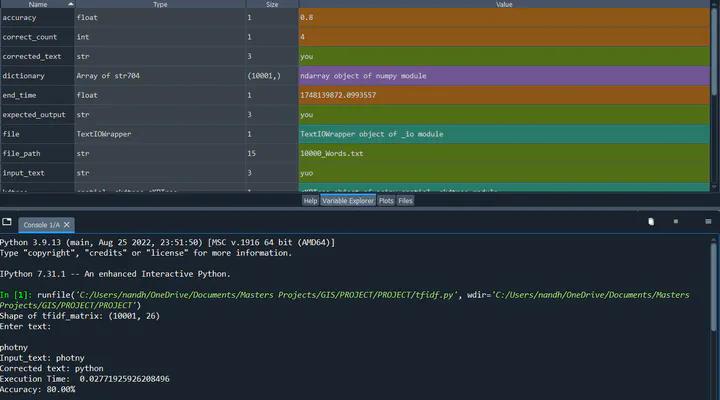 Name Type Size Value
accuracy float 1 0.8
correct_count int 1 4
corrected_text str 3 you
dictionary Array of str704 (10001,) ndarray object of numpy module
end_time float 1 1748139872.0993557
expected_output str 3 you
file TextIOWrapper 1 TextIOWrapper object of _io module
file_path str 15 10000_Words.txt
input_text str 3 yuo
Help Variable Explorer Plots Files
Console 1/A
Python 3.9.13 (main, Aug 25 2022, 23:51:50) [MSC v.1916 64 bit (AMD64)]
Type "copyright", "credits" or "license" for more information.
IPython 7.31.1 -- An enhanced Interactive Python.
In [1]: runfile('C:/Users/nandh/OneDrive/Documents/Masters Projects/GIS/PROJECT/PROJECT/tfidf.py', wdir='C:/Users/nandh/OneDrive/Documents/Masters
Projects/GIS/PROJECT/PROJECT')
Shape of tfidf_matrix: (10001, 26)
Enter text:
photny
Input_text: photny
Corrected text: python
Execution Time:  0.02771925926208496
Accuracy: 80.00%